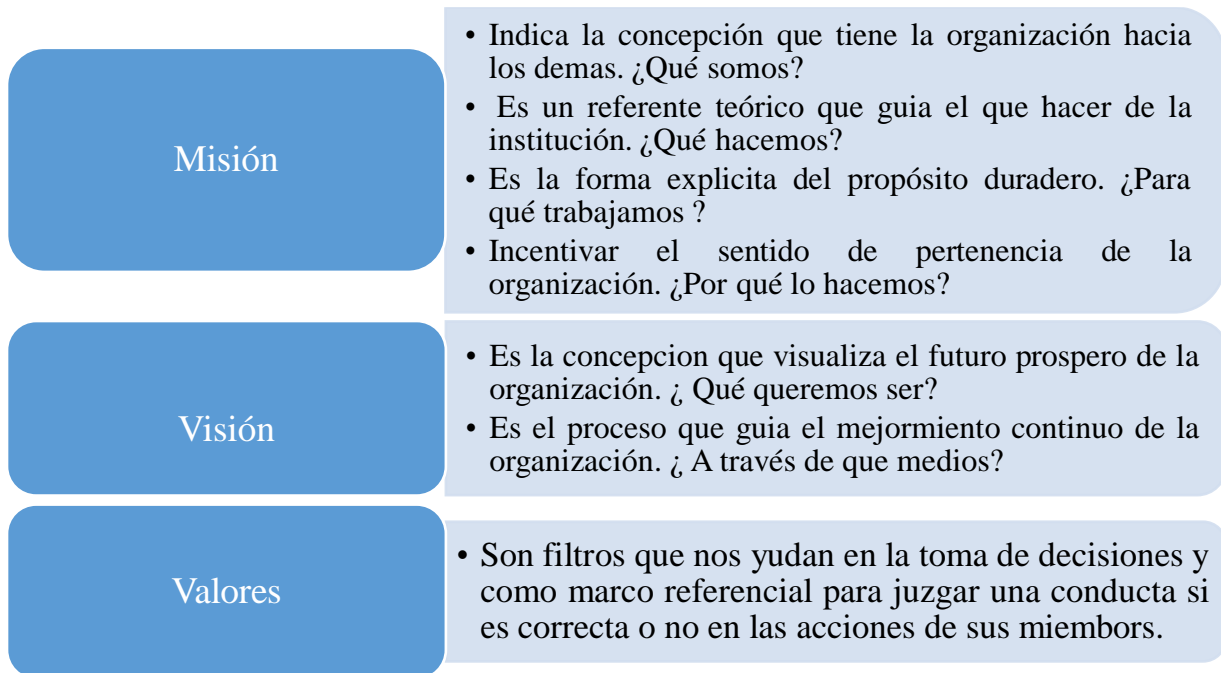 Misión
• Indica la concepción que tiene la organización hacia
los demas. ¿Qué somos?
• Es un referente teórico que guia el que hacer de la
institución. ¿Qué hacemos?
• Es la forma explicita del propósito duradero. ¿Para
qué trabajamos ?
• Incentivar el sentido de pertenencia de la
organización. ¿Por qué lo hacemos?
Visión
• Es la concepcion que visualiza el futuro prospero de la
organización. ¿ Qué queremos ser?
• Es el proceso que guia el mejormiento continuo de la
organización. ¿ A través de que medios?
Valores
• Son filtros que nos yudan en la toma de decisiones y
como marco referencial para juzgar una conducta si
es correcta o no en las acciones de sus miembors.